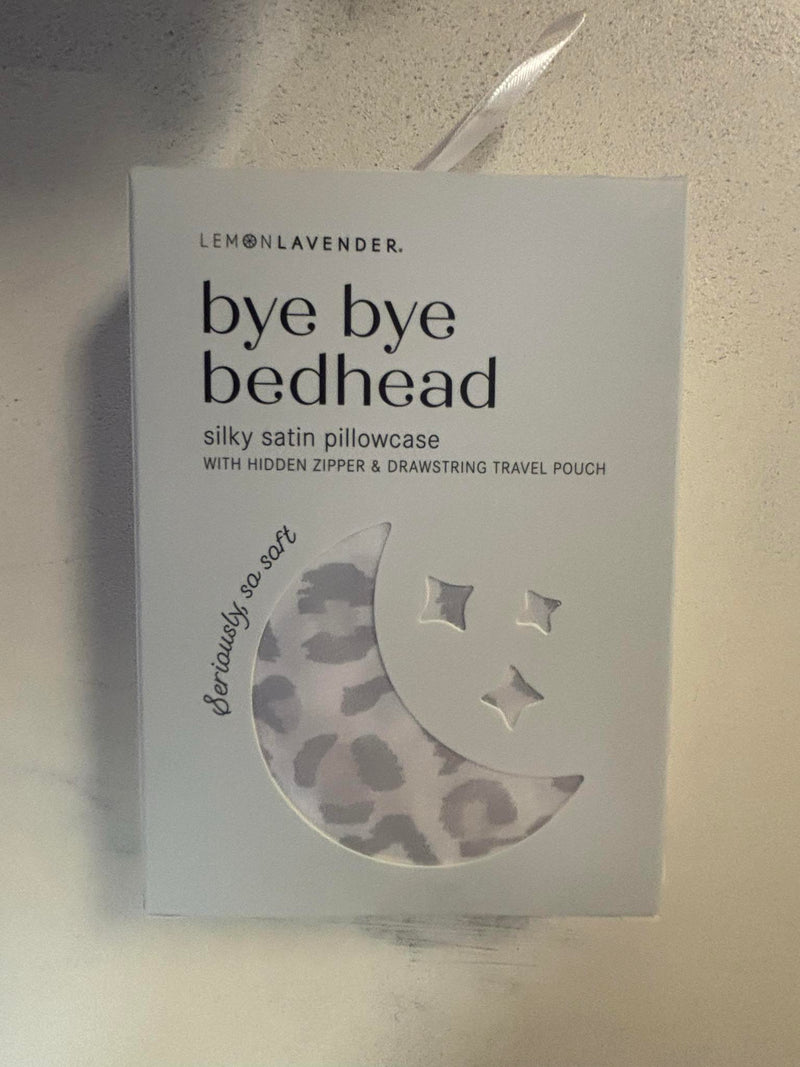 LEMONLAVENDER.
bye bye
bedhead
silky satin pillowcase
WITH HIDDEN ZIPPER & DRAWSTRING TRAVEL POUCH
Seriously, so soft